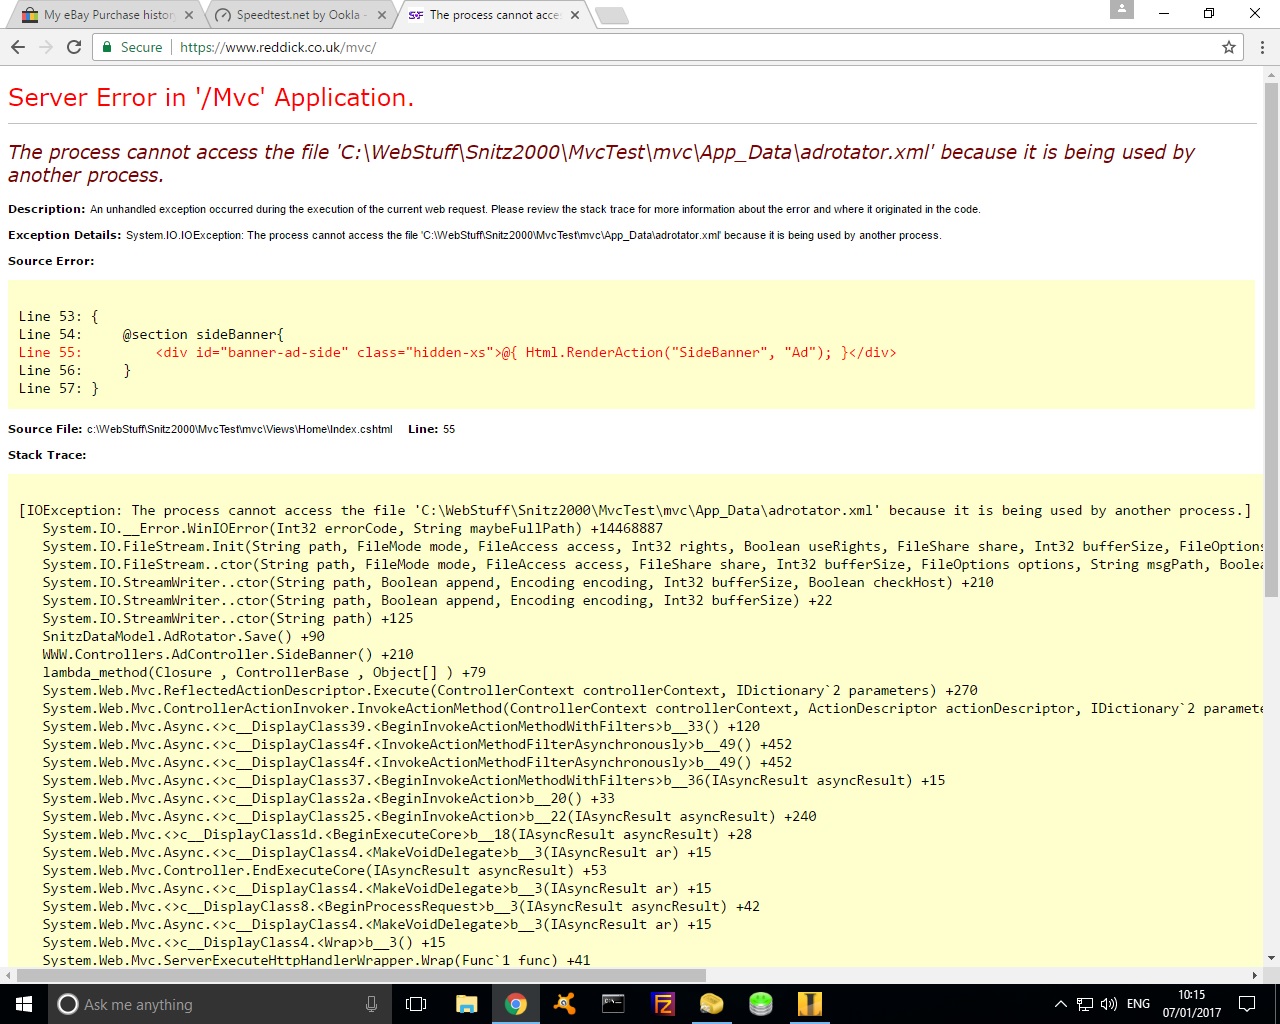 My eBay Purchase history
Speedtest.net by Ookla -
The process cannot acce
Secure
https://www.reddick.co.uk/mvc/
Server Error in '/Mvc' Application.
The process cannot access the file 'C:\WebStuff\Snitz2000\MvcTest\mvc\App_Data\adrotator.xml' because it is being used by
another process.
Description: An unhandled exception occurred during the execution of the current web request. Please review the stack trace for more information about the error and where it originated in the code.
Exception Details: System.IO.IOException: The process cannot access the file 'C:\WebStuff\Snitz2000\MvcTest\mvc\App_Data\adrotator.xml' because it is being used by another process.
Source Error:
Line 53: {
Line 54:     @section sideBanner{
Line 55:         <div id="banner-ad-side" class="hidden-xs">@{ Html.RenderAction("SideBanner", "Ad"); }</div>
Line 56:     }
Line 57: }
Source File: c:\WebStuff\Snitz2000\MvcTest\mvc\Views\Home\Index.cshtml    Line: 55
Stack Trace:
[IOException: The process cannot access the file 'C:\WebStuff\Snitz2000\MvcTest\mvc\App_Data\adrotator.xml' because it is being used by another process.]
System.IO.__Error.WinIOError(Int32 errorCode, String maybeFullPath) +14468887
System.IO.FileStream.Init(String path, FileMode mode, FileAccess access, Int32 rights, Boolean useRights, FileShare share, Int32 bufferSize, FileOptions
System.IO.FileStream..ctor(String path, FileMode mode, FileAccess access, FileShare share, Int32 bufferSize, FileOptions options, String msgPath, Boolea
System.IO.StreamWriter..ctor(String path, Boolean append, Encoding encoding, Int32 bufferSize, Boolean checkHost) +210
System.IO.StreamWriter..ctor(String path, Boolean append, Encoding encoding, Int32 bufferSize) +22
System.IO.StreamWriter..ctor(String path) +125
SnitzDataModel.AdRotator.Save() +90
WWW.Controllers.AdController.SideBanner() +210
lambda_method(Closure , ControllerBase , Object[] ) +79
System.Web.Mvc.ReflectedActionDescriptor.Execute(ControllerContext controllerContext, IDictionary`2 parameters) +270
System.Web.Mvc.ControllerActionInvoker.InvokeActionMethod(ControllerContext controllerContext, ActionDescriptor actionDescriptor, IDictionary`2 paramete
System.Web.Mvc.Async.<>c__DisplayClass39.<BeginInvokeActionMethodWithFilters>b__33() +120
System.Web.Mvc.Async.<>c__DisplayClass4f.<InvokeActionMethodFilterAsynchronously>b__49() +452
System.Web.Mvc.Async.<>c__DisplayClass4f.<InvokeActionMethodFilterAsynchronously>b__49() +452
System.Web.Mvc.Async.<>c__DisplayClass37.<BeginInvokeActionMethodWithFilters>b__36(IAsyncResult asyncResult) +15
System.Web.Mvc.Async.<>c__DisplayClass2a.<BeginInvokeAction>b__20() +33
System.Web.Mvc.Async.<>c__DisplayClass25.<BeginInvokeAction>b__22(IAsyncResult asyncResult) +240
System.Web.Mvc.<>c__DisplayClass1d.<BeginExecuteCore>b__18(IAsyncResult asyncResult) +28
System.Web.Mvc.Async.<>c__DisplayClass4.<MakeVoidDelegate>b__3(IAsyncResult ar) +15
System.Web.Mvc.Controller.EndExecuteCore(IAsyncResult asyncResult) +53
System.Web.Mvc.Async.<>c__DisplayClass4.<MakeVoidDelegate>b__3(IAsyncResult ar) +15
System.Web.Mvc.<>c__DisplayClass8.<BeginProcessRequest>b__3(IAsyncResult asyncResult) +42
System.Web.Mvc.Async.<>c__DisplayClass4.<MakeVoidDelegate>b__3(IAsyncResult ar) +15
System.Web.Mvc.<>c__DisplayClass4.<Wrap>b__3() +15
System.Web.Mvc.ServerExecuteHttpHandlerWrapper.Wrap(Func`1 func) +41
Ask me anything
ENG
10:15
07/01/2017